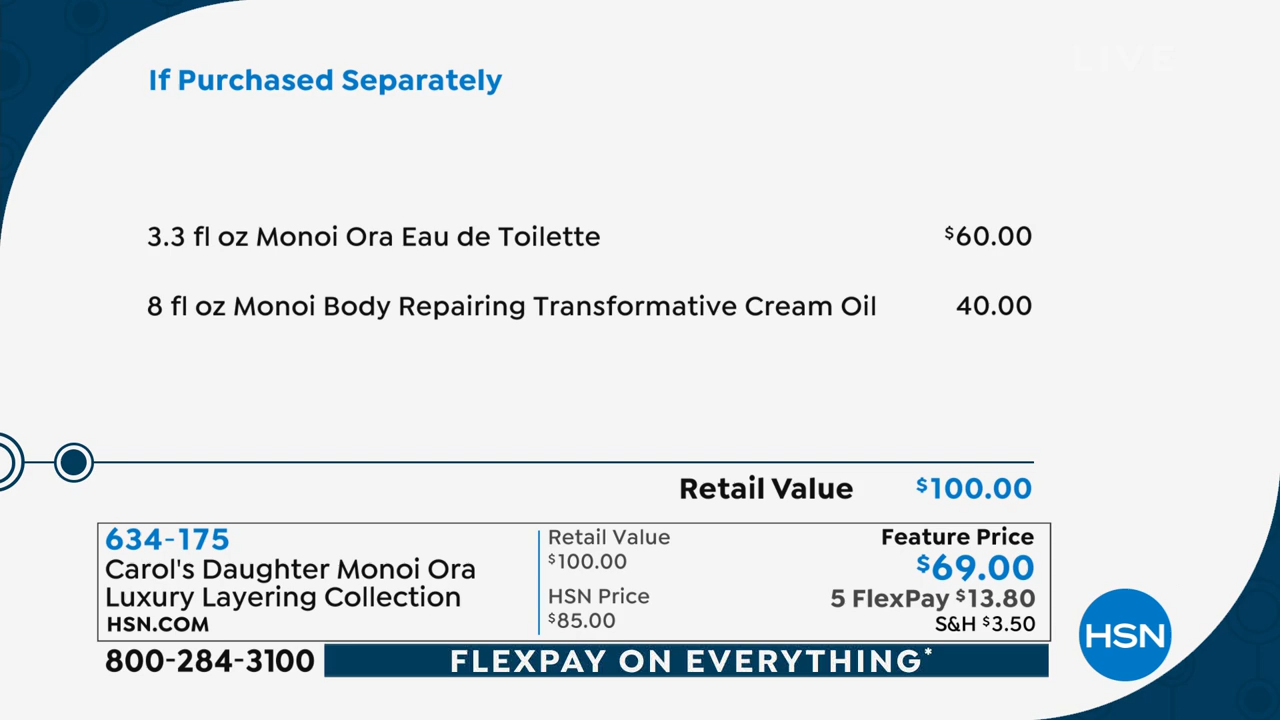 LIVE
If Purchased Separately
3.3 fl oz Monoi Ora Eau de Toilette $60.00
8 fl oz Monoi Body Repairing Transformative Cream Oil 40.00
Retail Value $100.00
634-175
Carol's Daughter Monoi Ora
Luxury Layering Collection
HSN.COM
Retail Value
$100.00
HSN Price
$85.00
Feature Price
$69.00
5 FlexPay $13.80
S&H $3.50
HSN
800-284-3100
FLEXPAY ON EVERYTHING*